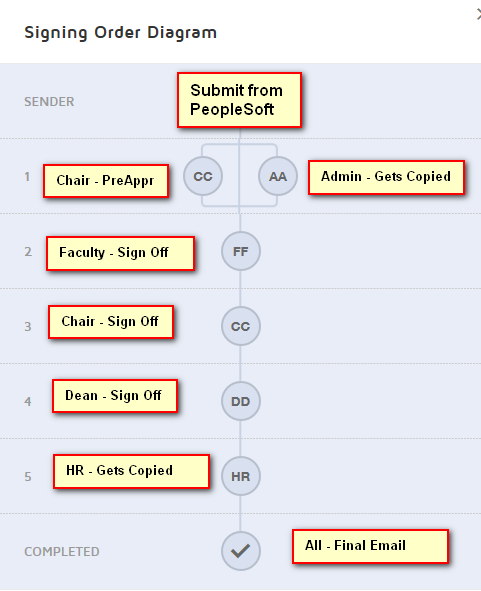 Signing Order Diagram
SENDER
Submit from
PeopleSoft
1
Chair - PreAppr
CC
AA
Admin - Gets Copied
2
Faculty - Sign Off
FF
3
Chair - Sign Off
CC
4
Dean - Sign Off
DD
5
HR - Gets Copied
HR
COMPLETED
All - Final Email